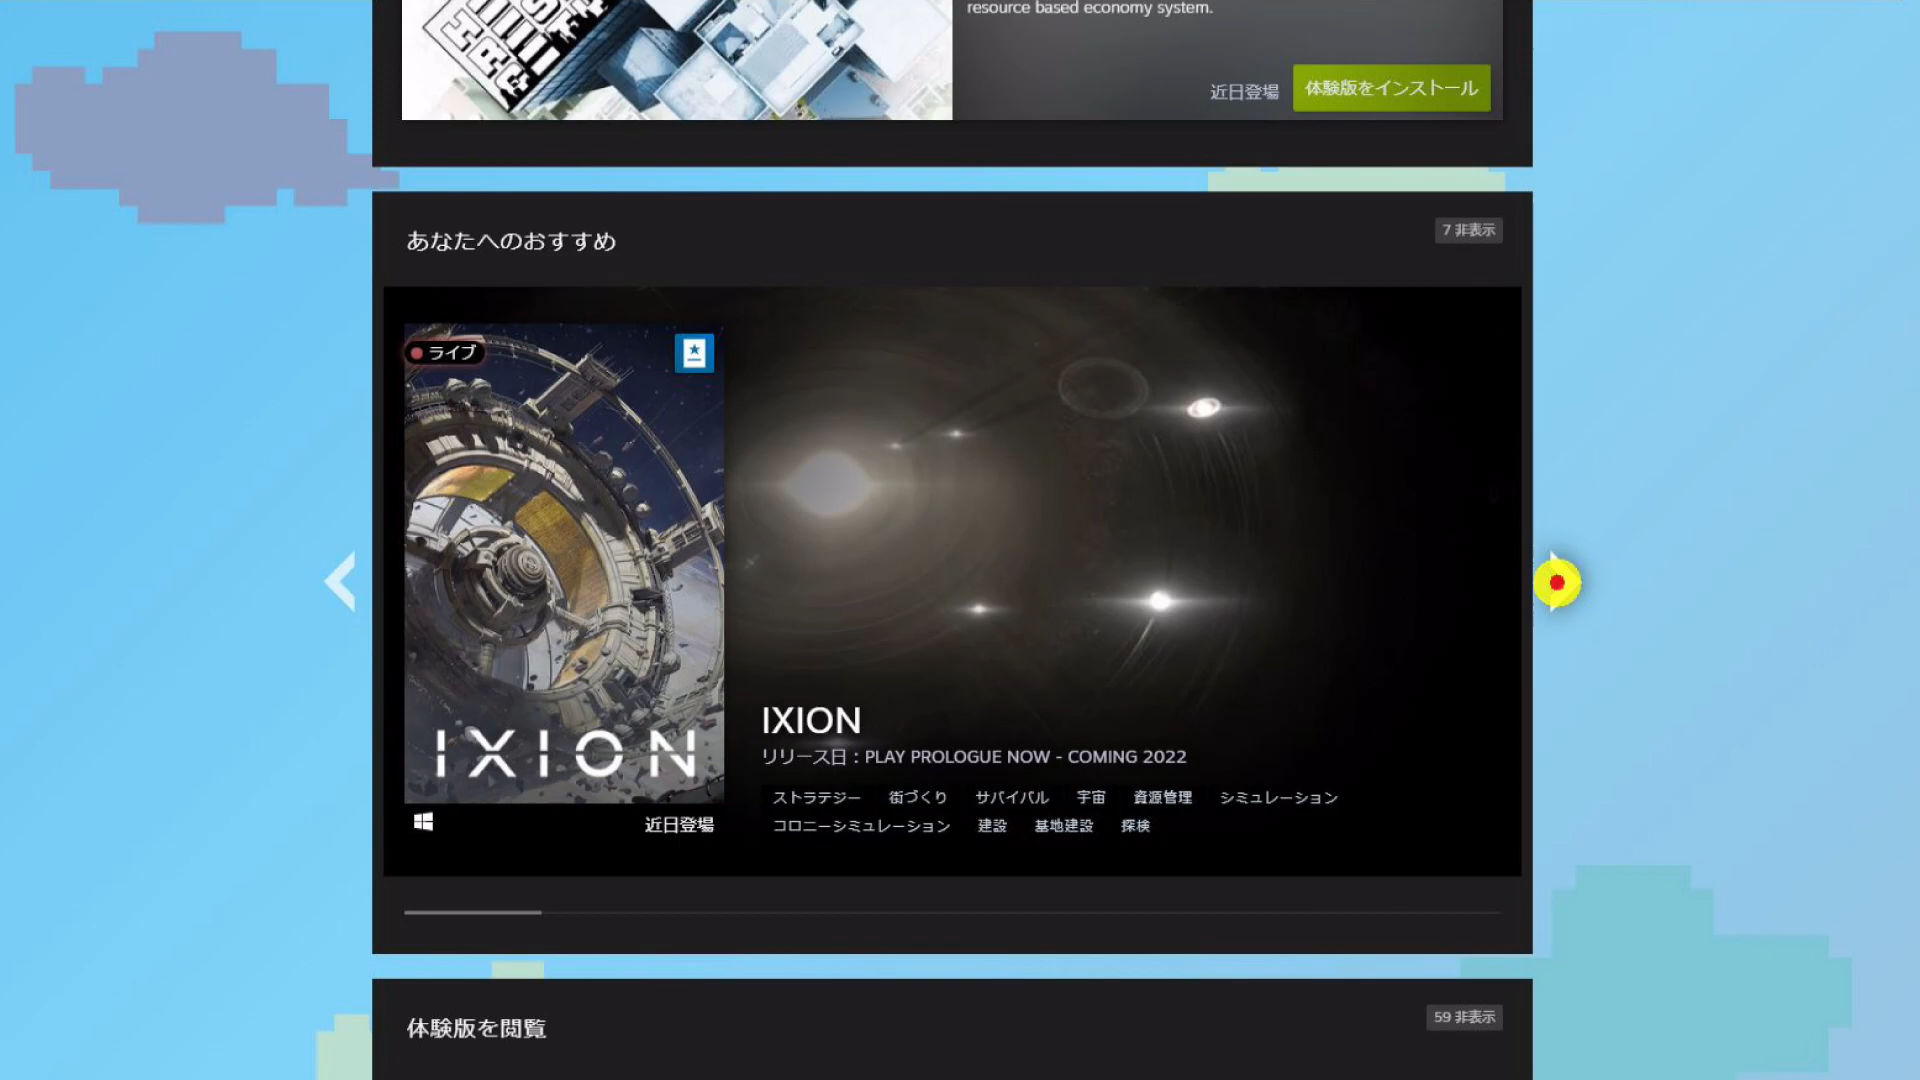 resource based economy system.
近日登場
体験版をインストール
あなたへのおすすめ
7 非表示
ライブ
IXION
近日登場
IXION
リリース日：PLAY PROLOGUE NOW - COMING 2022
ストラテジー 街づくり サバイバル 宇宙 資源管理 シミュレーション
コロニーシミュレーション 建設 基地建設 探検
体験版を閲覧
59 非表示